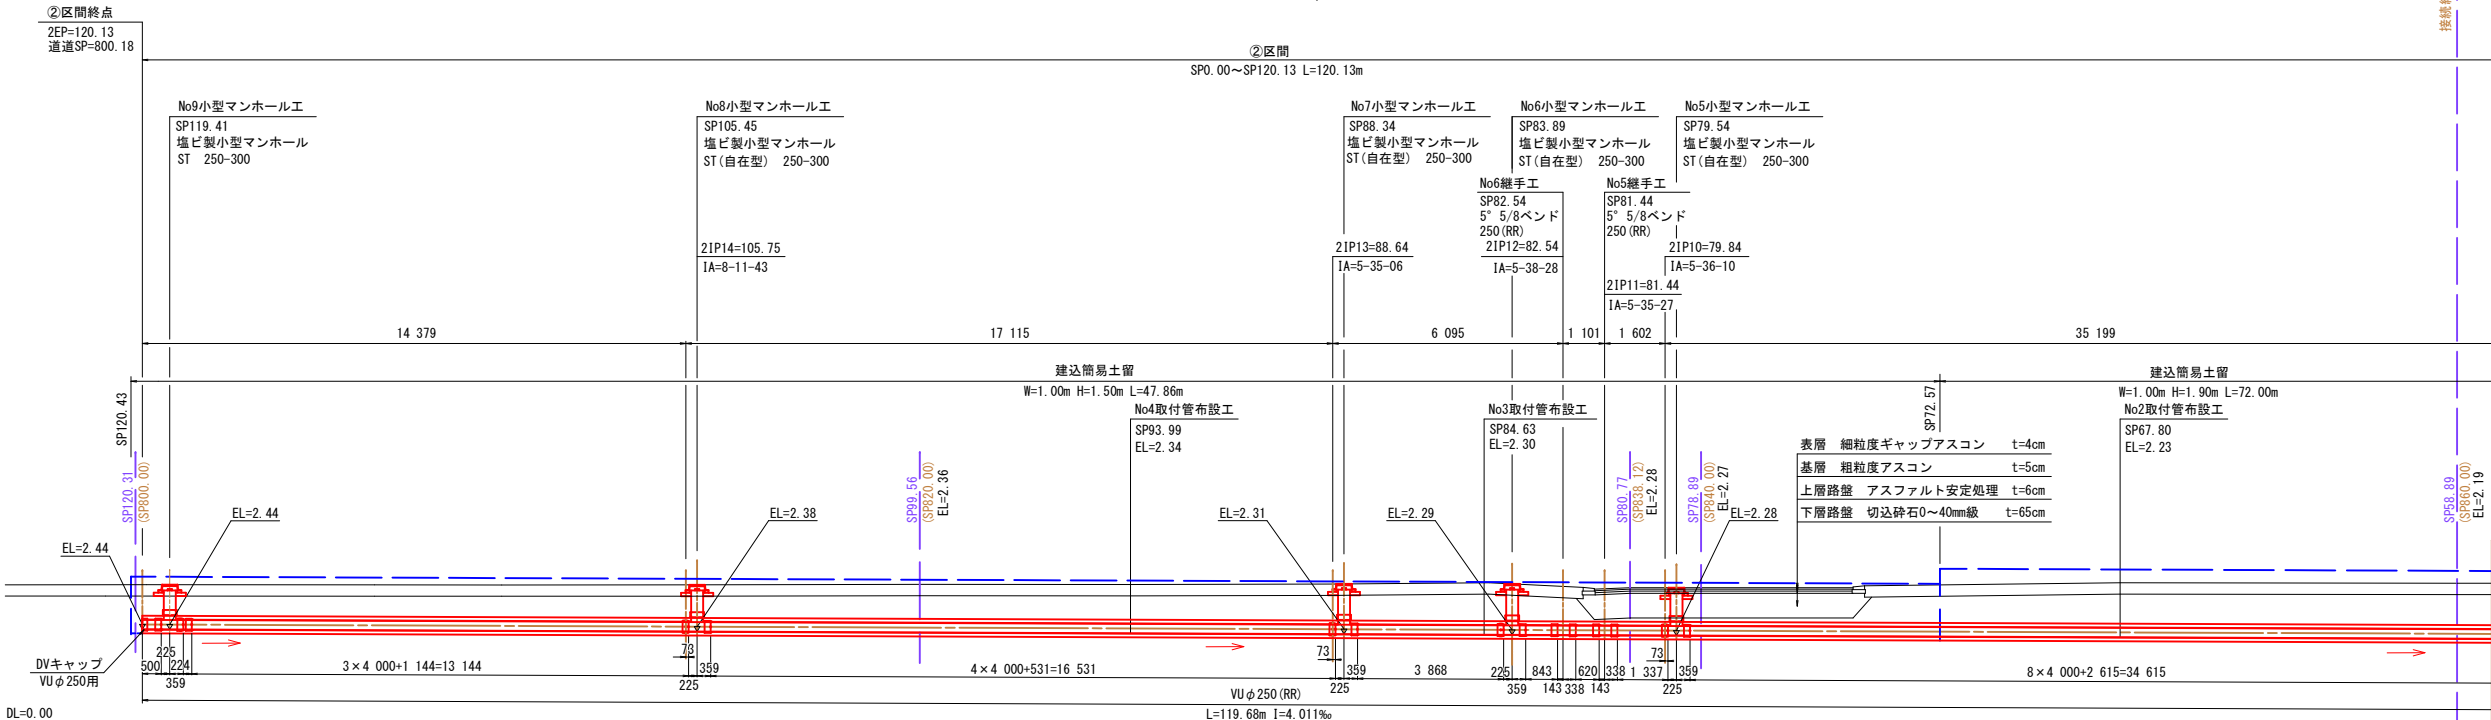 ②区間終点
2EP=120.13
道道SP=800.18
②区間
SP0.00～SP120.13 L=120.13m
No9小型マンホール工
SP119.41
塩ビ製小型マンホール
ST 250-300
No8小型マンホール工
SP105.45
塩ビ製小型マンホール
ST(自在型) 250-300
2IP14=105.75
IA=8-11-43
No7小型マンホール工
SP88.34
塩ビ製小型マンホール
ST(自在型) 250-300
2IP13=88.64
IA=5-35-06
No6小型マンホール工
SP83.89
塩ビ製小型マンホール
ST(自在型) 250-300
No6継手工
SP82.54
5° 5/8ベンド
250(RR)
2IP12=82.54
IA=5-38-28
No5小型マンホール工
SP79.54
塩ビ製小型マンホール
ST(自在型) 250-300
No5継手工
SP81.44
5° 5/8ベンド
250(RR)
2IP10=79.84
IA=5-36-10
2IP11=81.44
IA=5-35-27
14 379
17 115
6 095
1 101
1 602
35 199
建込簡易土留
W=1.00m H=1.50m L=47.86m
建込簡易土留
W=1.00m H=1.90m L=72.00m
SP120.43
SP72.57
No4取付管布設工
SP93.99
EL=2.34
No3取付管布設工
SP84.63
EL=2.30
No2取付管布設工
SP67.80
EL=2.23
表層 細粒度ギャップアスコン t=4cm
基層 粗粒度アスコン t=5cm
上層路盤 アスファルト安定処理 t=6cm
下層路盤 切込砕石0～40mm級 t=65cm
SP120.31
(SP800.00)
SP99.56
(SP820.00)
EL=2.36
SP80.77
(SP838.12)
EL=2.28
SP78.89
(SP840.00)
EL=2.27
SP58.89
(SP860.00)
EL=2.19
EL=2.44
EL=2.44
EL=2.38
EL=2.31
EL=2.29
EL=2.28
DVキャップ
VUφ250用
500
225
224
359
3×4 000+1 144=13 144
73
225
359
4×4 000+531=16 531
73
225
359
3 868
225
359
843
143
338
620
143
338
1 337
73
225
359
8×4 000+2 615=34 615
VUφ250(RR)
L=119.68m I=4.011‰
DL=0.00